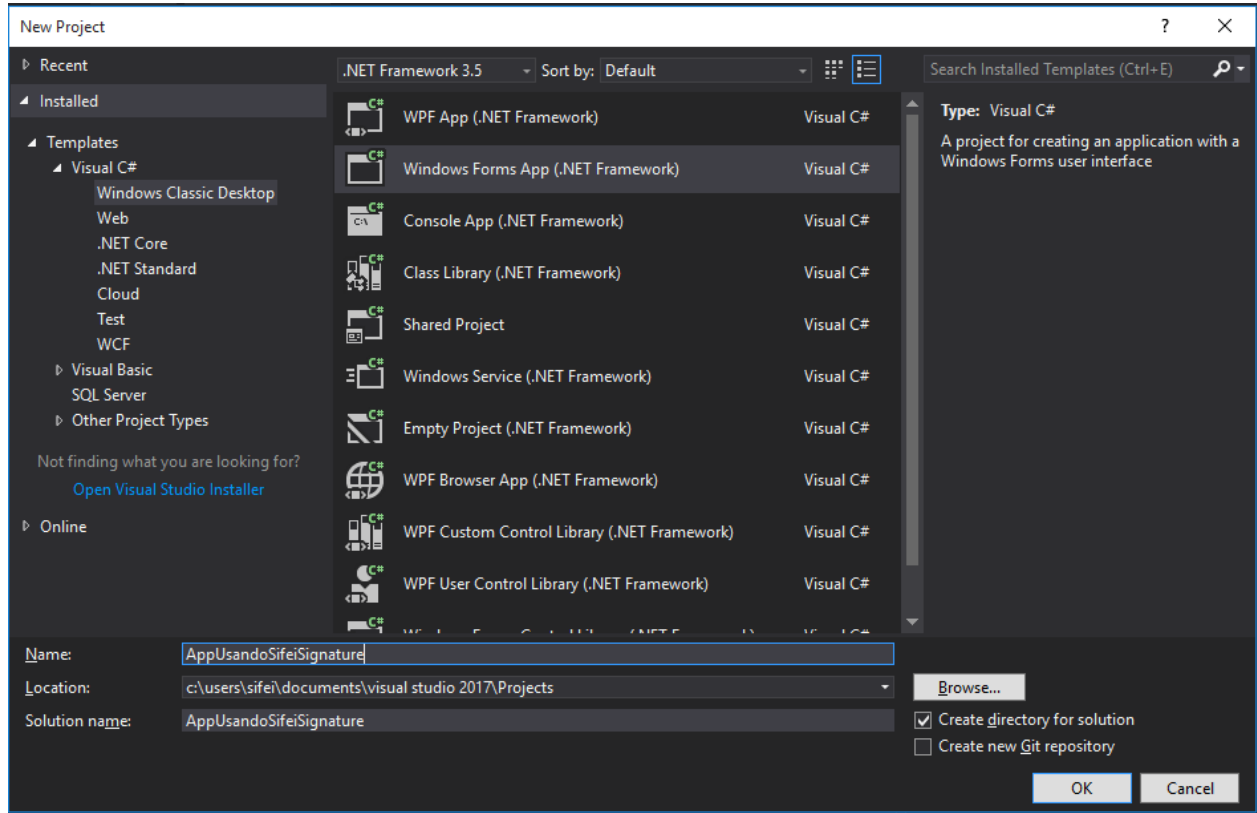 New Project
?
Recent
.NET Framework 3.5
Sort by: Default
Search Installed Templates (Ctrl+E)
Installed
Templates
Visual C#
Windows Classic Desktop
Web
.NET Core
.NET Standard
Cloud
Test
WCF
Visual Basic
SQL Server
Other Project Types
Not finding what you are looking for?
Open Visual Studio Installer
Online
WPF App (.NET Framework) Visual C#
Windows Forms App (.NET Framework) Visual C#
Console App (.NET Framework) Visual C#
Class Library (.NET Framework) Visual C#
Shared Project Visual C#
Windows Service (.NET Framework) Visual C#
Empty Project (.NET Framework) Visual C#
WPF Browser App (.NET Framework) Visual C#
WPF Custom Control Library (.NET Framework) Visual C#
WPF User Control Library (.NET Framework) Visual C#
Type: Visual C#
A project for creating an application with a
Windows Forms user interface
Name: AppUsandoSifeiSignature
Location: c:\users\sifei\documents\visual studio 2017\Projects
Browse...
Solution name: AppUsandoSifeiSignature
Create directory for solution
Create new Git repository
OK
Cancel